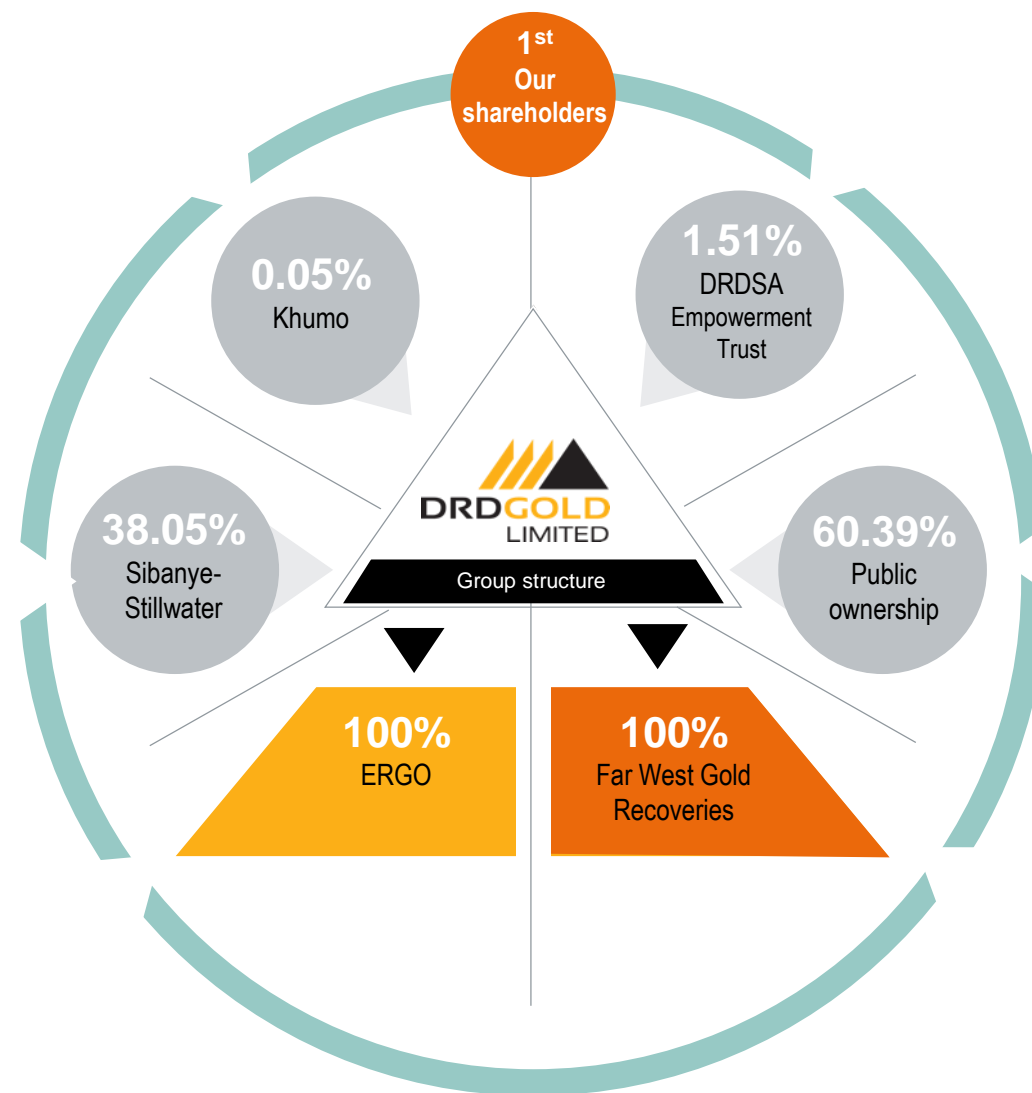 1st
Our
shareholders
0.05%
Khumo
1.51%
DRDSA
Empowerment
Trust
DRDGOLD
LIMITED
Group structure
38.05%
Sibanye-
Stillwater
60.39%
Public
ownership
100%
ERGO
100%
Far West Gold
Recoveries